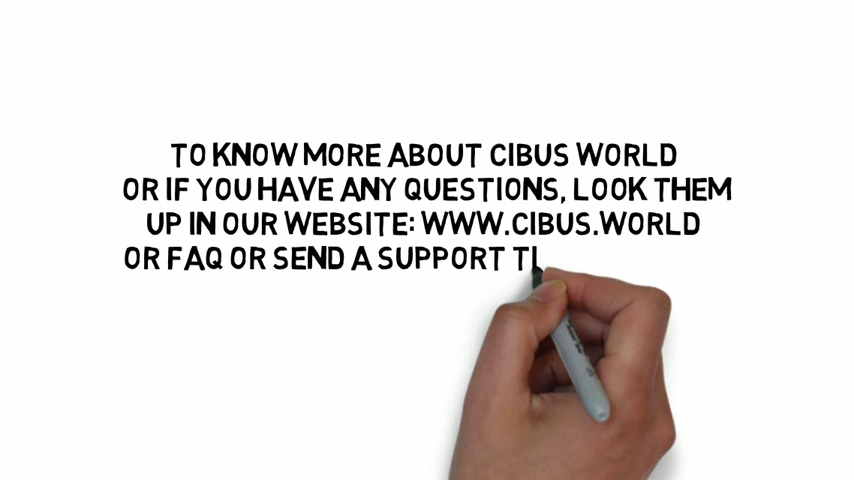 TO KNOW MORE ABOUT CIBUS WORLD
OR IF YOU HAVE ANY QUESTIONS, LOOK THEM
UP IN OUR WEBSITE: WWW.CIBUS.WORLD
OR FAQ OR SEND A SUPPORT TI